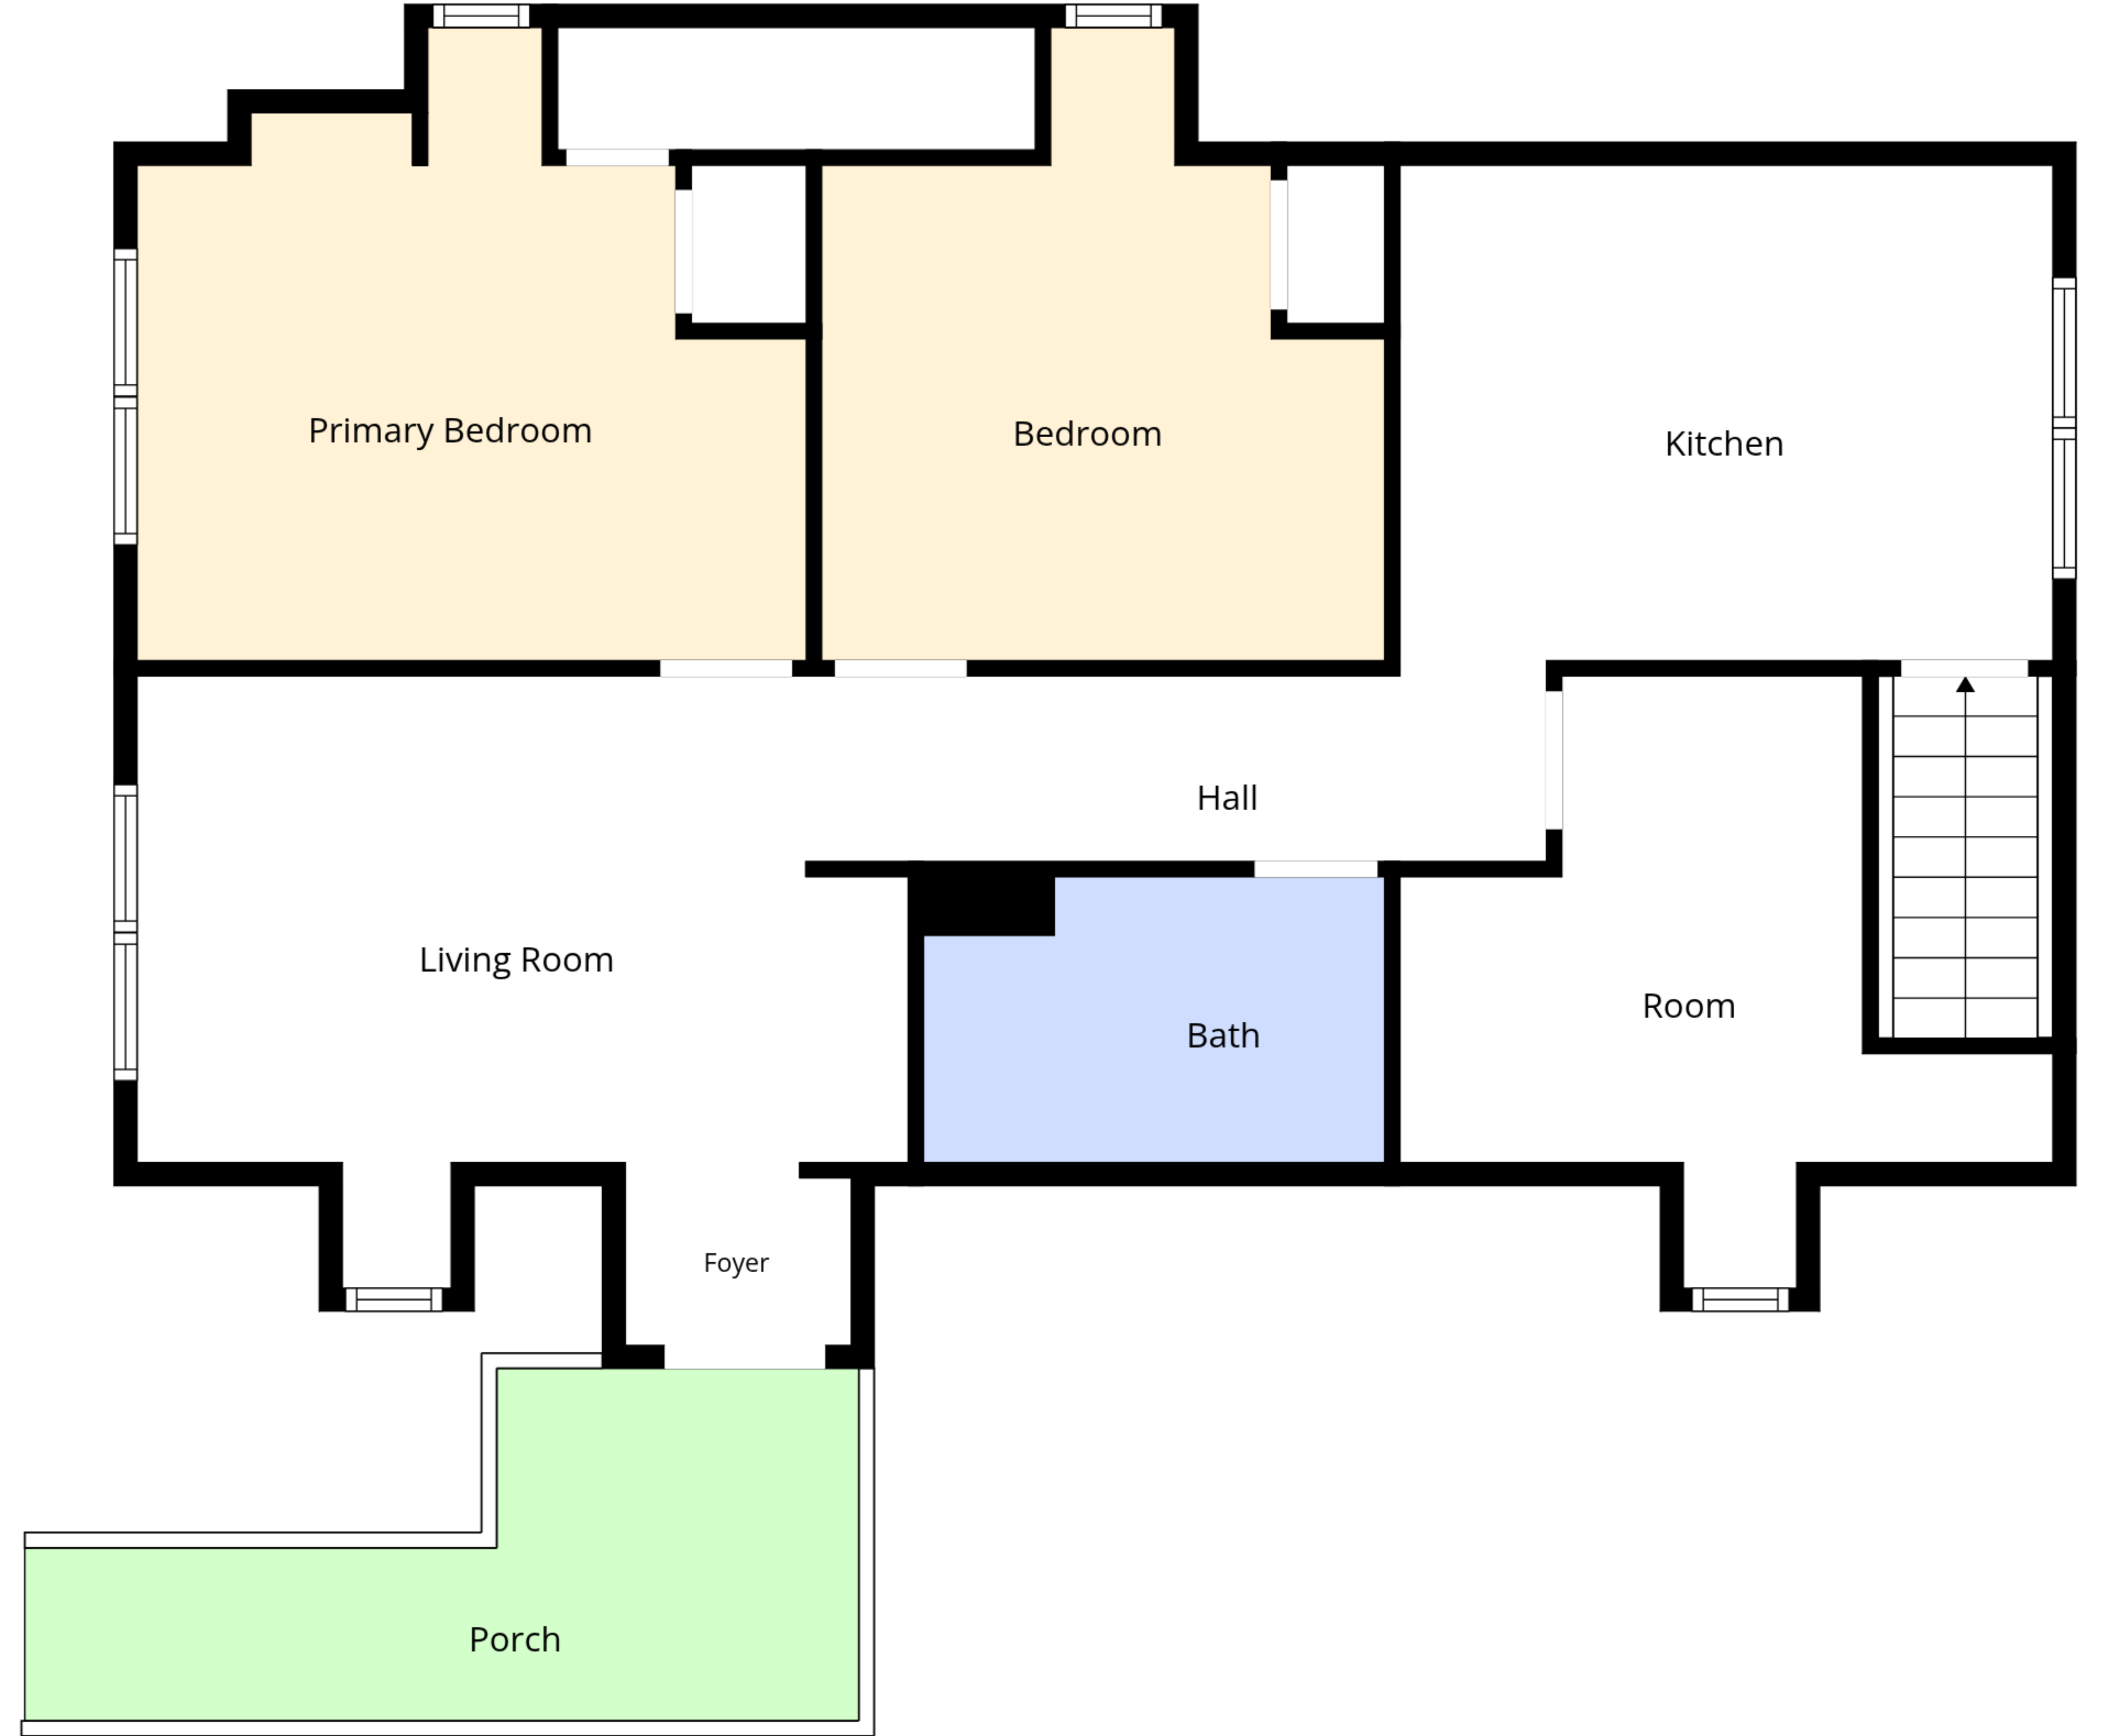 Primary Bedroom
Bedroom
Kitchen
Hall
Living Room
Room
Bath
Foyer
Porch